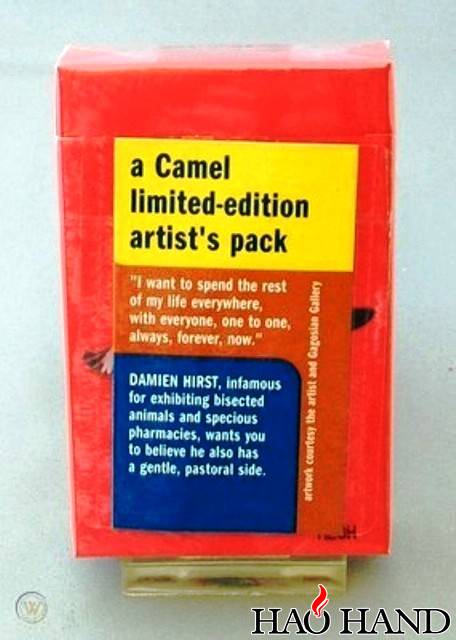 a Camel
limited-edition
artist's pack
"I want to spend the rest
of my life everywhere,
with everyone, one to one,
always, forever, now."
DAMIEN HIRST, infamous
for exhibiting bisected
animals and specious
pharmacies, wants you
to believe he also has
a gentle, pastoral side.
artwork courtesy the artist and Gagosian Gallery
W
HAO HAND